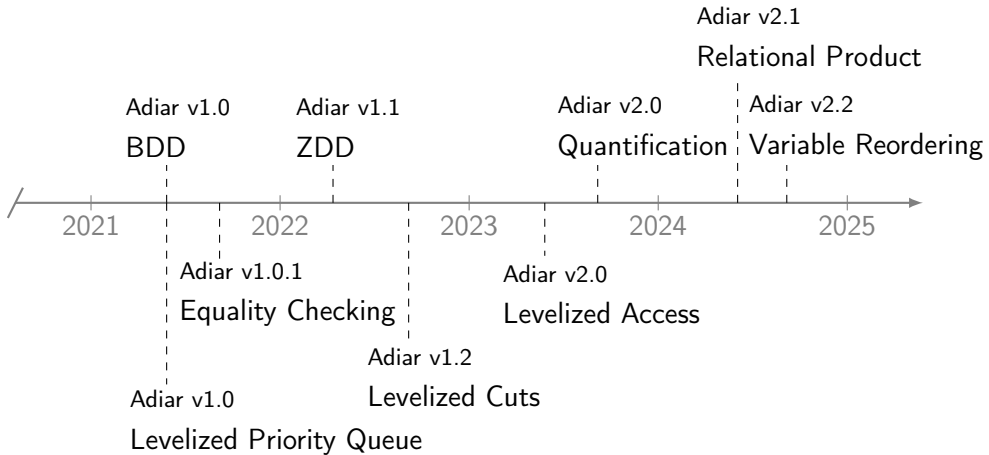 Adiar v2.1
Relational Product
Adiar v1.0
BDD
Adiar v1.1
ZDD
Adiar v2.0
Quantification
Adiar v2.2
Variable Reordering
2021
2022
2023
2024
2025
Adiar v1.0.1
Equality Checking
Adiar v2.0
Levelized Access
Adiar v1.2
Levelized Cuts
Adiar v1.0
Levelized Priority Queue